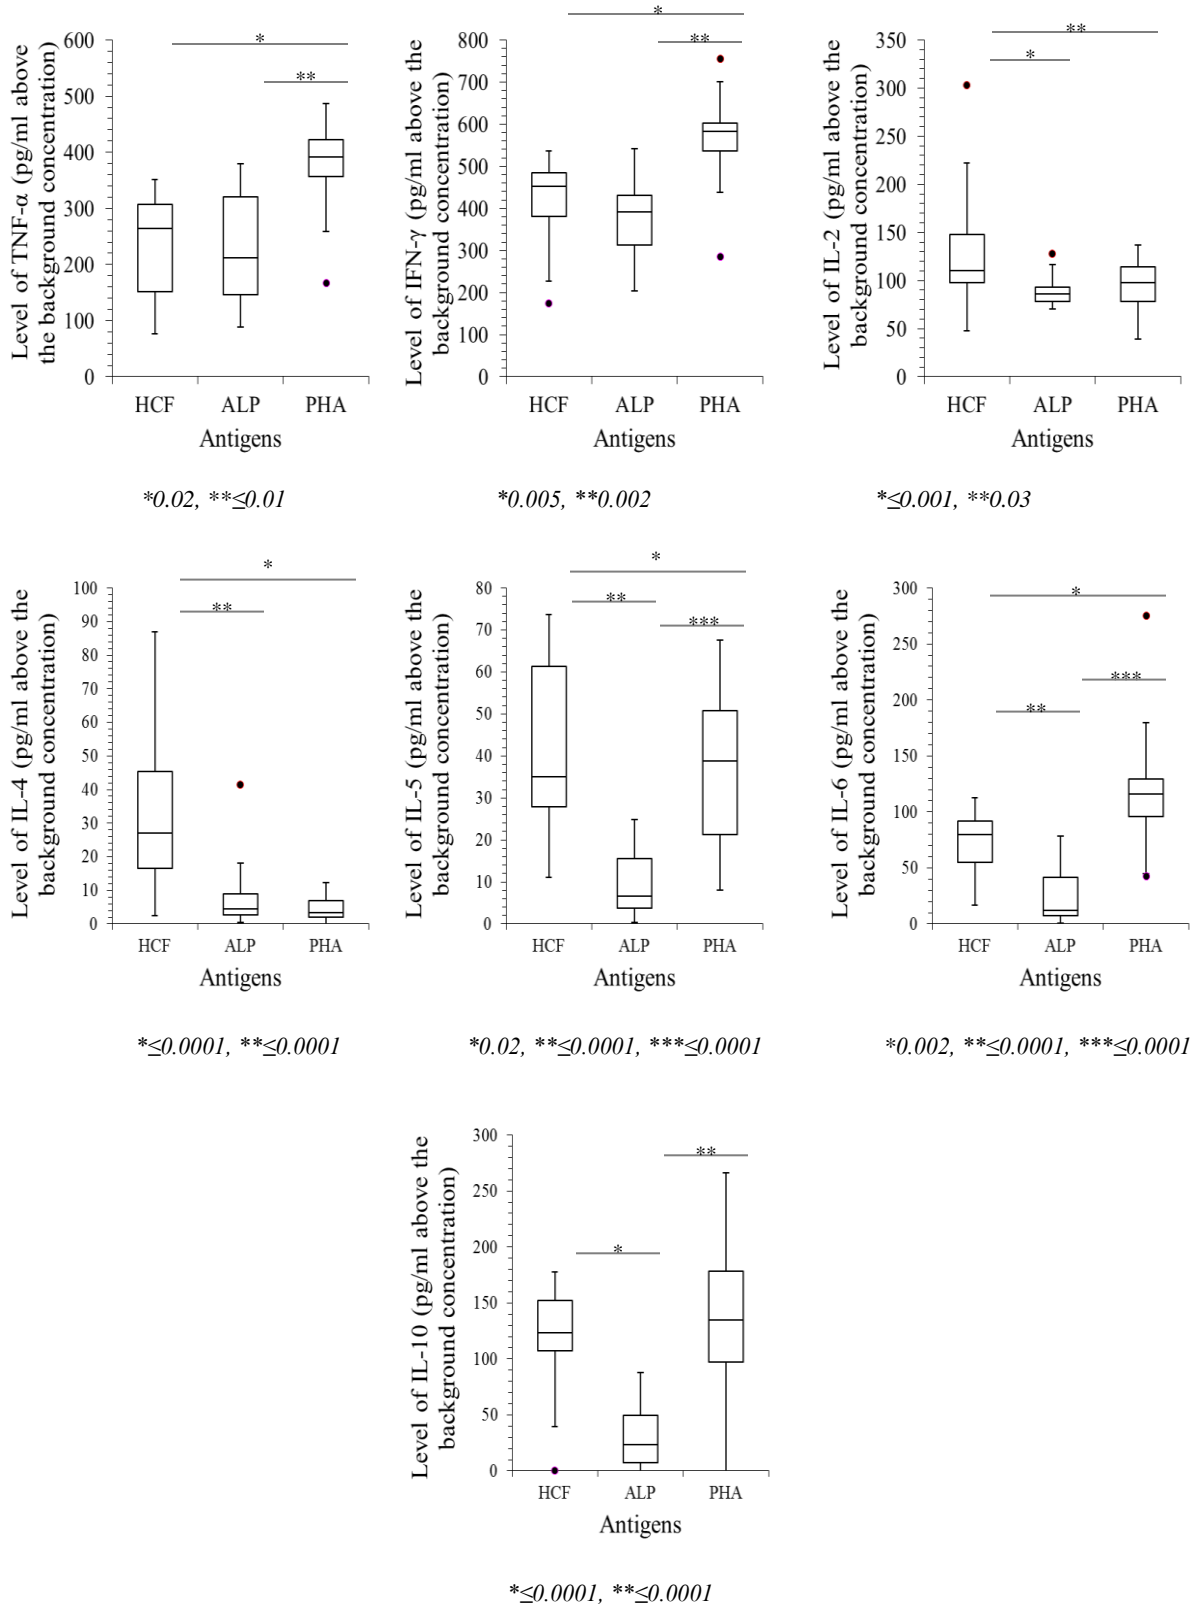 *
**
600
500
400
300
200
100
0
Level of TNF-α (pg/ml above
the background concentration)
HCF ALP PHA
Antigens
*0.02, **≤0.01
*
**
800
700
600
500
400
300
200
100
0
Level of IFN-γ (pg/ml above the
background concentration)
HCF ALP PHA
Antigens
*0.005, **0.002
**
*
350
300
250
200
150
100
50
0
Level of IL-2 (pg/ml above the
background concentration)
HCF ALP PHA
Antigens
*≤0.001, **0.03
*
**
100
90
80
70
60
50
40
30
20
10
0
Level of IL-4 (pg/ml above the
background concentration)
HCF ALP PHA
Antigens
*≤0.0001, **≤0.0001
*
**
***
80
70
60
50
40
30
20
10
0
Level of IL-5 (pg/ml above the
background concentration)
HCF ALP PHA
Antigens
*0.02, **≤0.0001, ***≤0.0001
*
***
**
300
250
200
150
100
50
0
Level of IL-6 (pg/ml above the
background concentration)
HCF ALP PHA
Antigens
*0.002, **≤0.0001, ***≤0.0001
**
*
300
250
200
150
100
50
0
Level of IL-10 (pg/ml above the
background concentration)
HCF ALP PHA
Antigens
*≤0.0001, **≤0.0001